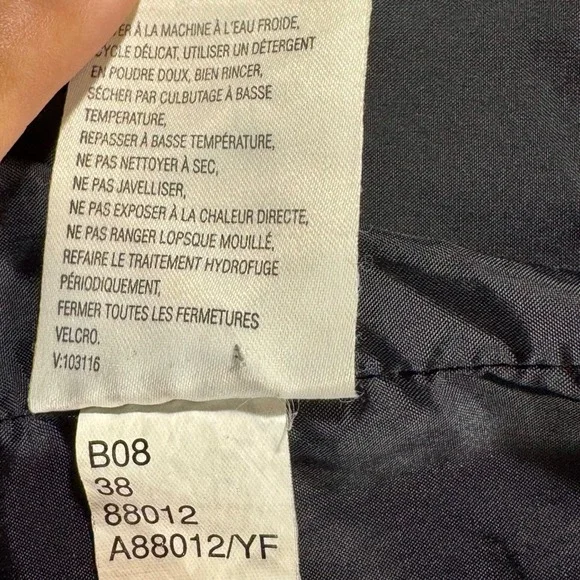 À LA MACHINE À L'EAU FROIDE,
CYCLE DÉLICAT, UTILISER UN DÉTERGENT
EN POUDRE DOUX, BIEN RINCER,
SÉCHER PAR CULBUTAGE À BASSE
TEMPERATURE,
REPASSER À BASSE TEMPÉRATURE,
NE PAS NETTOYER À SEC,
NE PAS JAVELLISER,
NE PAS EXPOSER À LA CHALEUR DIRECTE,
NE PAS RANGER LOPSQUE MOUILLÉ,
REFAIRE LE TRAITEMENT HYDROFUGE
PÉRIODIQUEMENT,
FERMER TOUTES LES FERMETURES
VELCRO.
V:103116
A
B08
38
88012
A88012/YF